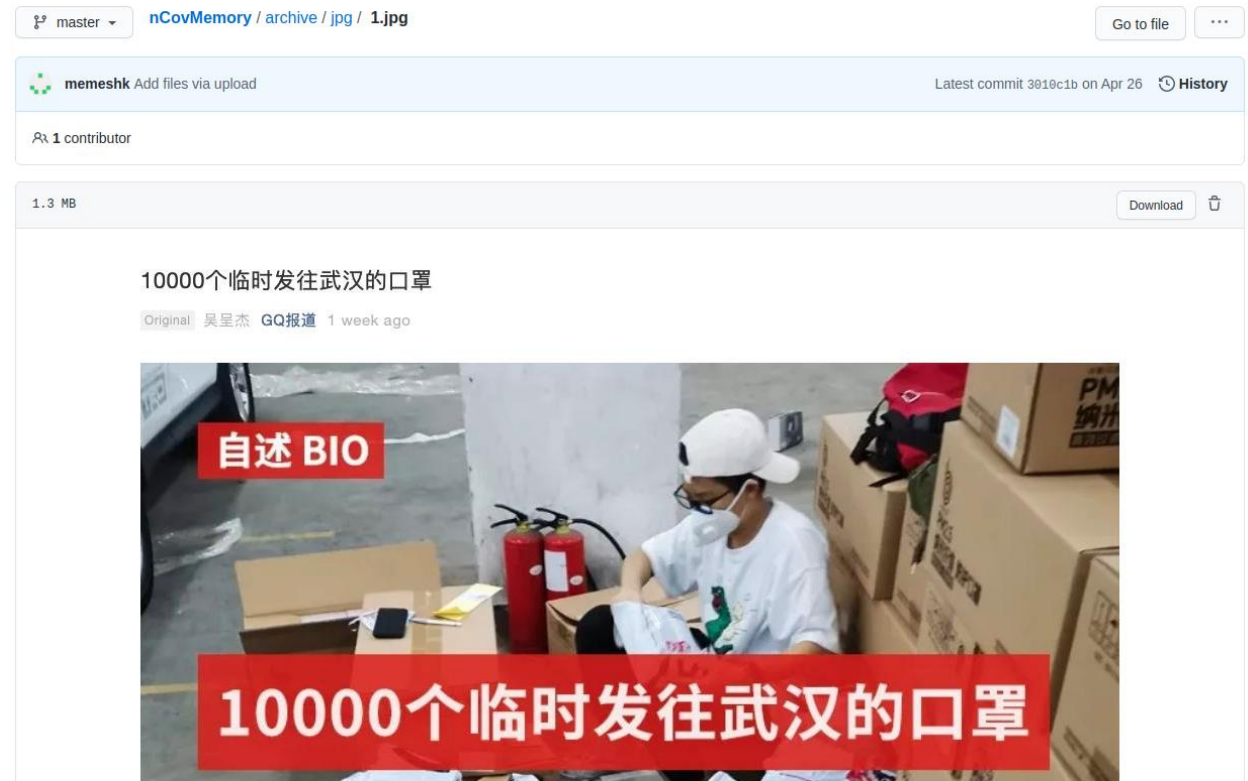 master
nCovMemory / archive / jpg / 1.jpg
Go to file
memeshk Add files via upload
Latest commit 3010c1b on Apr 26
History
1 contributor
1.3 MB
Download
10000个临时发往武汉的口罩
Original 吴呈杰 GQ报道 1 week ago
自述 BIO
10000个临时发往武汉的口罩